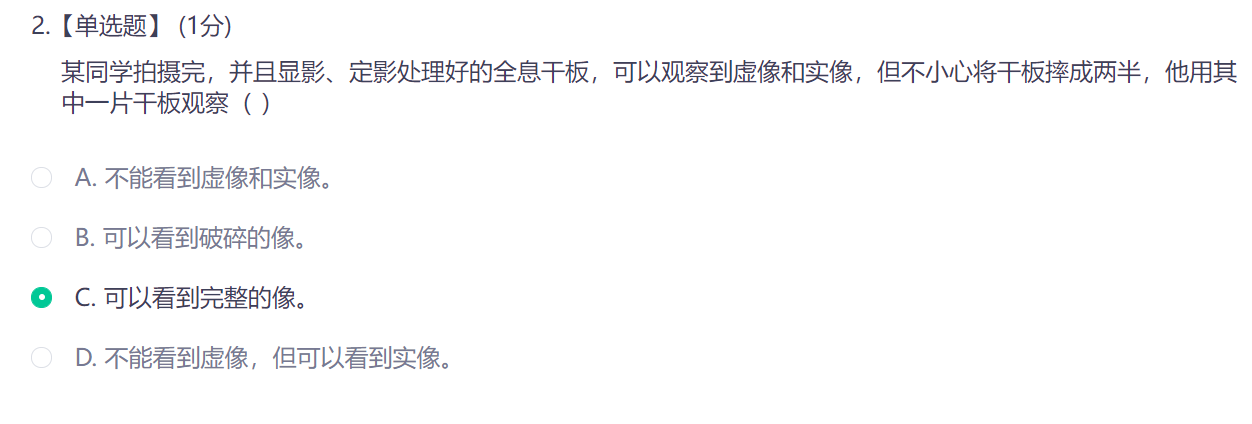 2.【单选题】 (1分)
某同学拍摄完，并且显影、定影处理好的全息干板，可以观察到虚像和实像，但不小心将干板摔成两半，他用其
中一片干板观察（ ）
A. 不能看到虚像和实像。
B. 可以看到破碎的像。
C. 可以看到完整的像。
D. 不能看到虚像，但可以看到实像。